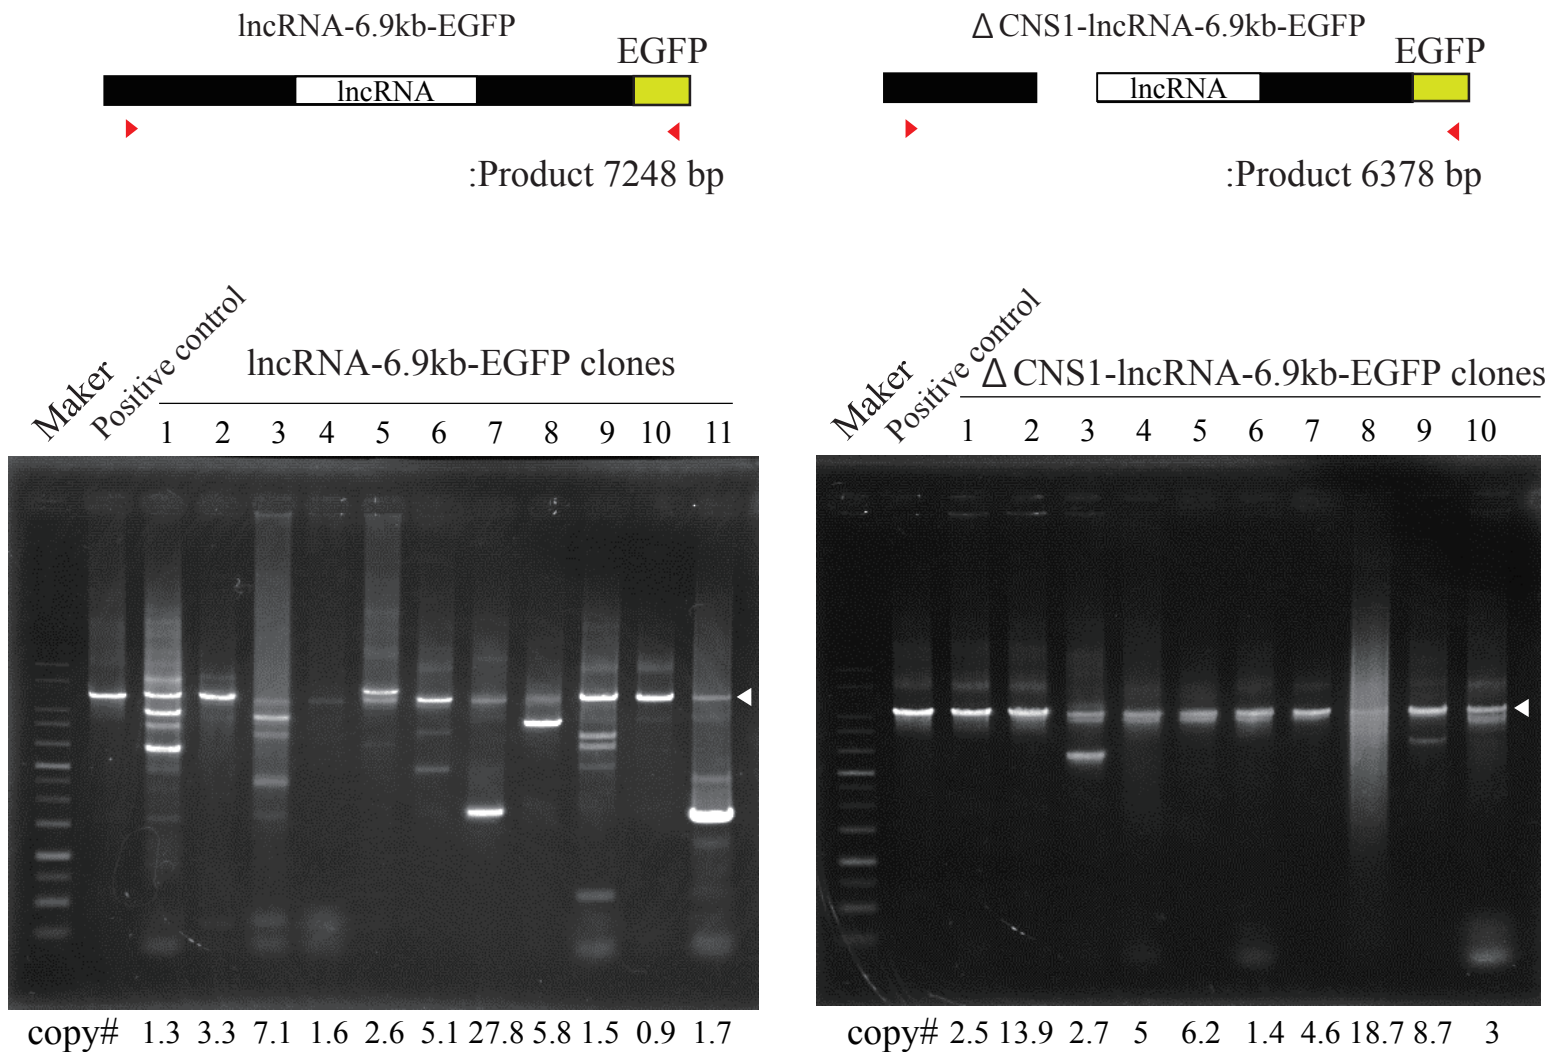 lncRNA-6.9kb-EGFP
EGFP
lncRNA
:Product 7248 bp
Δ CNS1-lncRNA-6.9kb-EGFP
EGFP
lncRNA
:Product 6378 bp
Maker
Positive control
lncRNA-6.9kb-EGFP clones
1 2 3 4 5 6 7 8 9 10 11
copy# 1.3 3.3 7.1 1.6 2.6 5.1 27.8 5.8 1.5 0.9 1.7
Maker
Positive control
Δ CNS1-lncRNA-6.9kb-EGFP clones
1 2 3 4 5 6 7 8 9 10
copy# 2.5 13.9 2.7 5 6.2 1.4 4.6 18.7 8.7 3